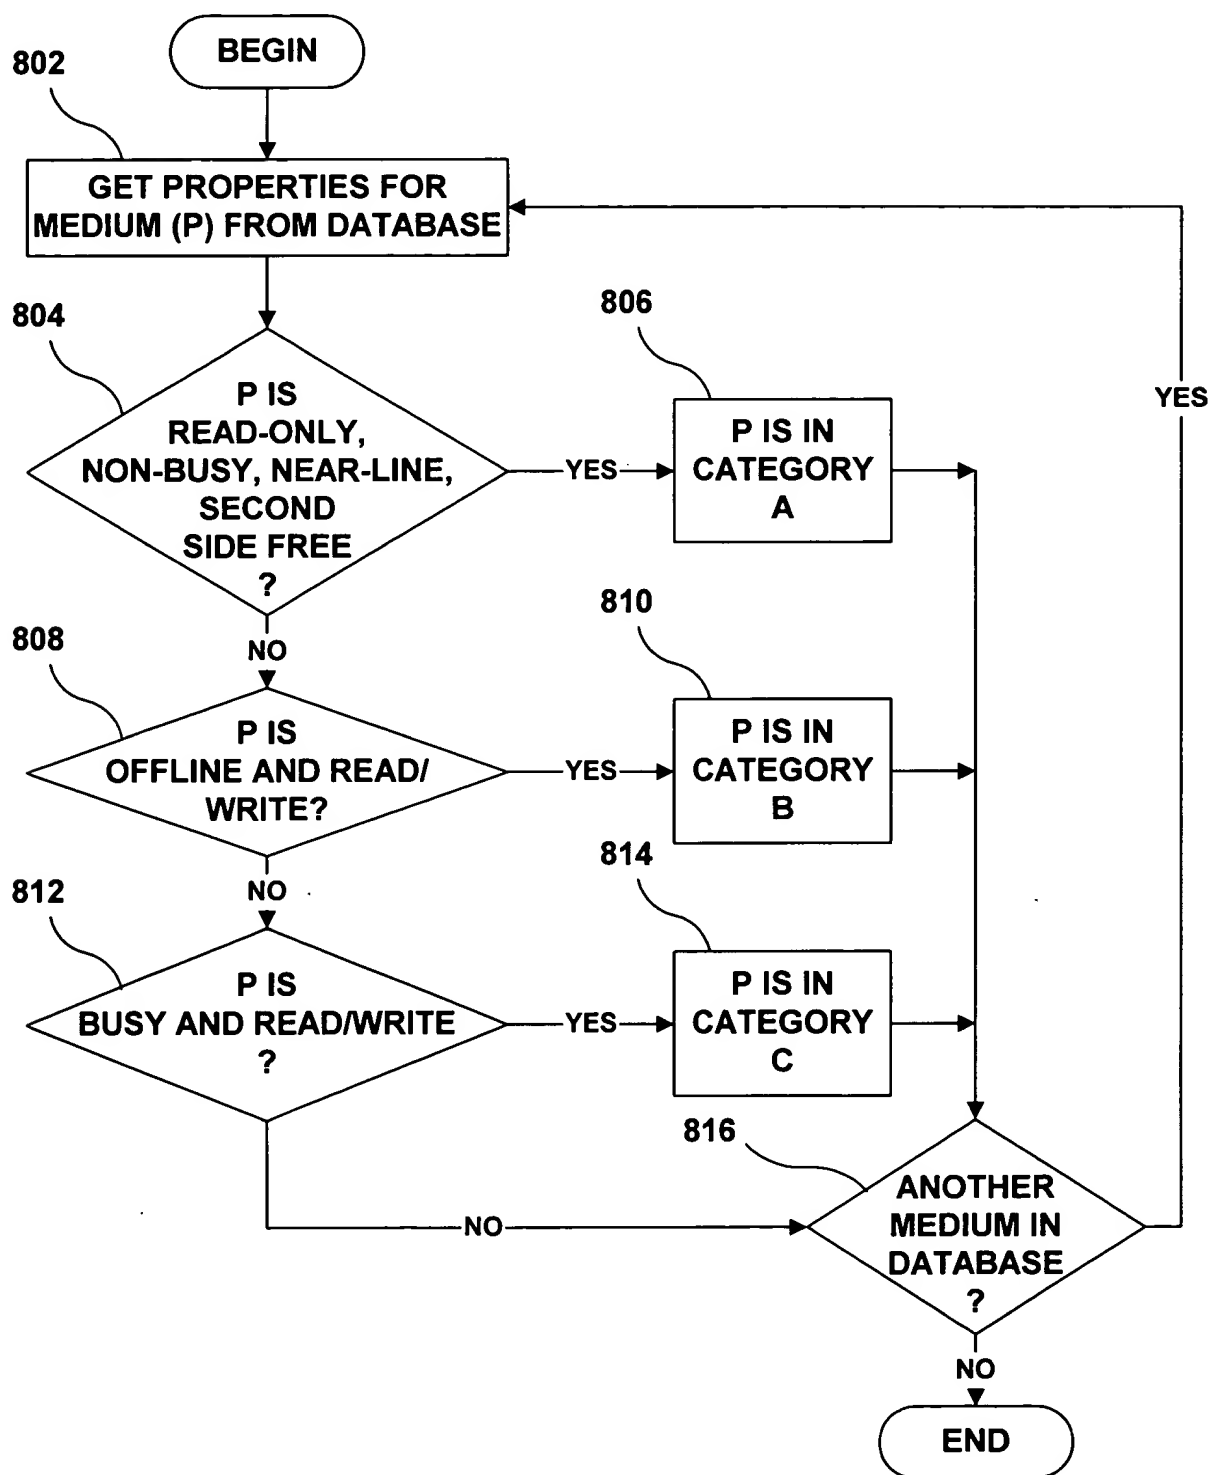 BEGIN
802
GET PROPERTIES FOR
MEDIUM (P) FROM DATABASE
804
P IS
READ-ONLY,
NON-BUSY, NEAR-LINE,
SECOND
SIDE FREE
?
YES
806
P IS IN
CATEGORY
A
YES
NO
808
P IS
OFFLINE AND READ/
WRITE?
YES
810
P IS IN
CATEGORY
B
NO
812
P IS
BUSY AND READ/WRITE
?
YES
814
P IS IN
CATEGORY
C
NO
816
ANOTHER
MEDIUM IN
DATABASE
?
NO
END